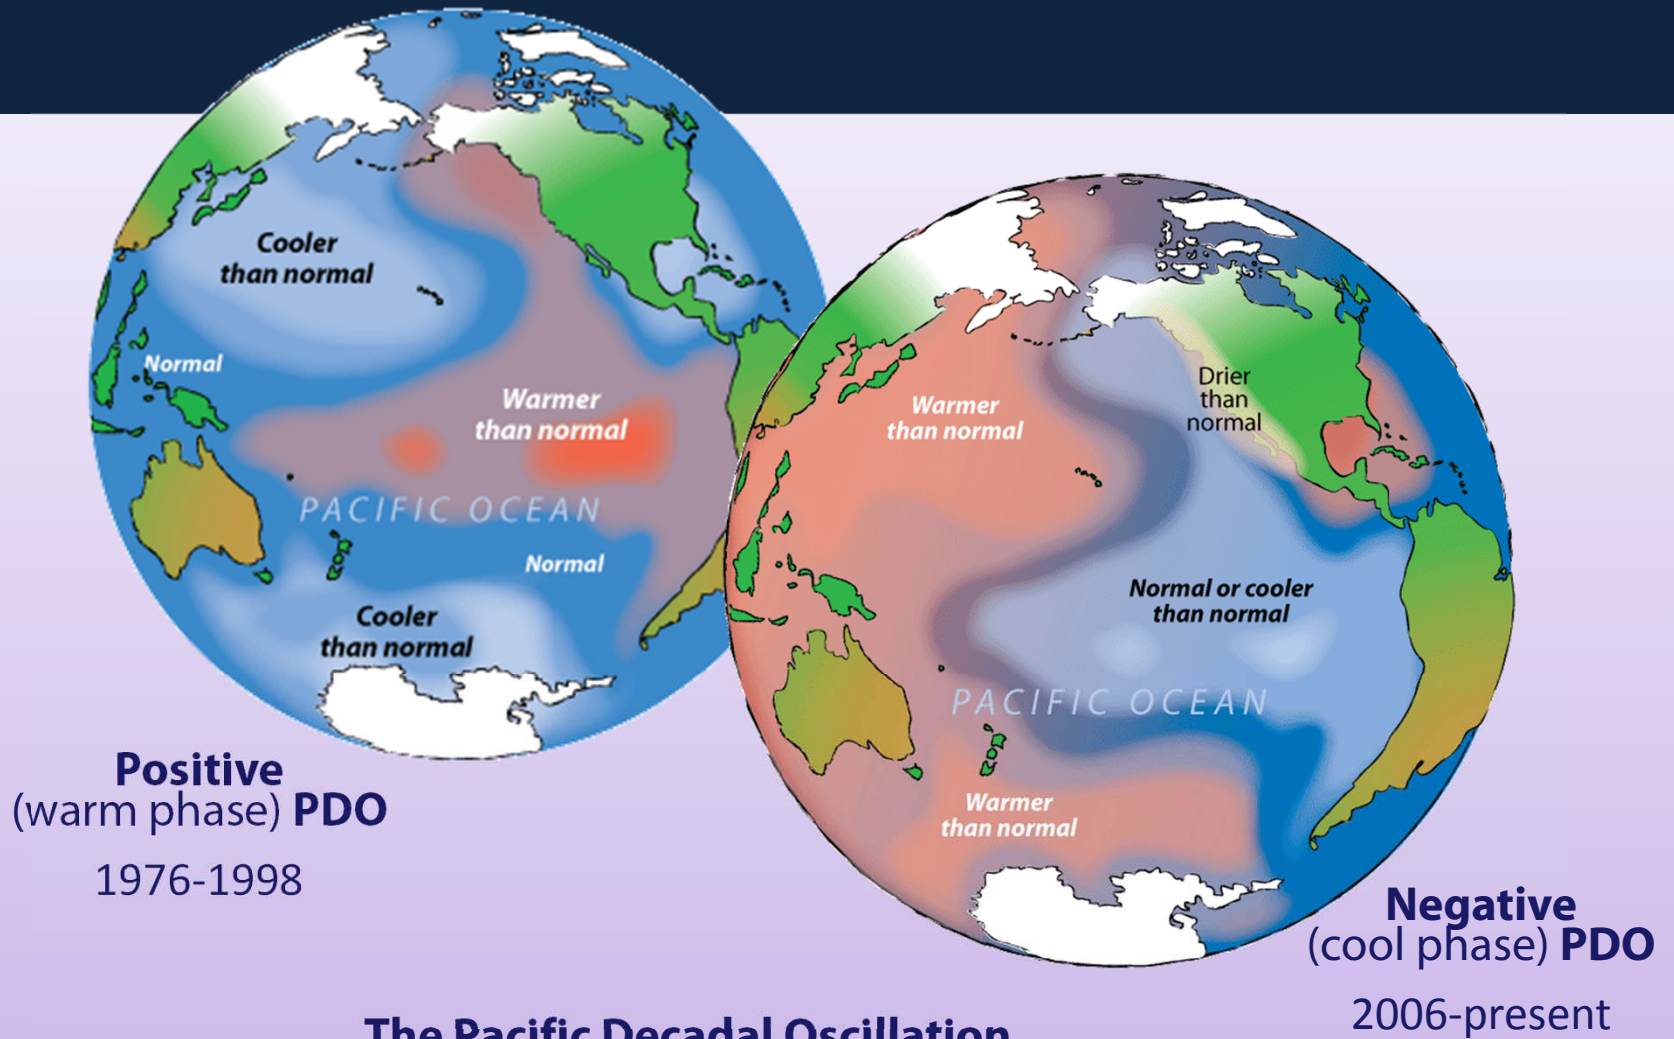 Cooler
than normal
Normal
Warmer
than normal
PACIFIC OCEAN
Normal
Cooler
than normal
Positive
(warm phase) PDO
1976-1998
Warmer
than normal
Drier
than
normal
Normal or cooler
than normal
PACIFIC OCEAN
Warmer
than normal
Negative
(cool phase) PDO
2006-present
The Pacific Decadal Oscillation